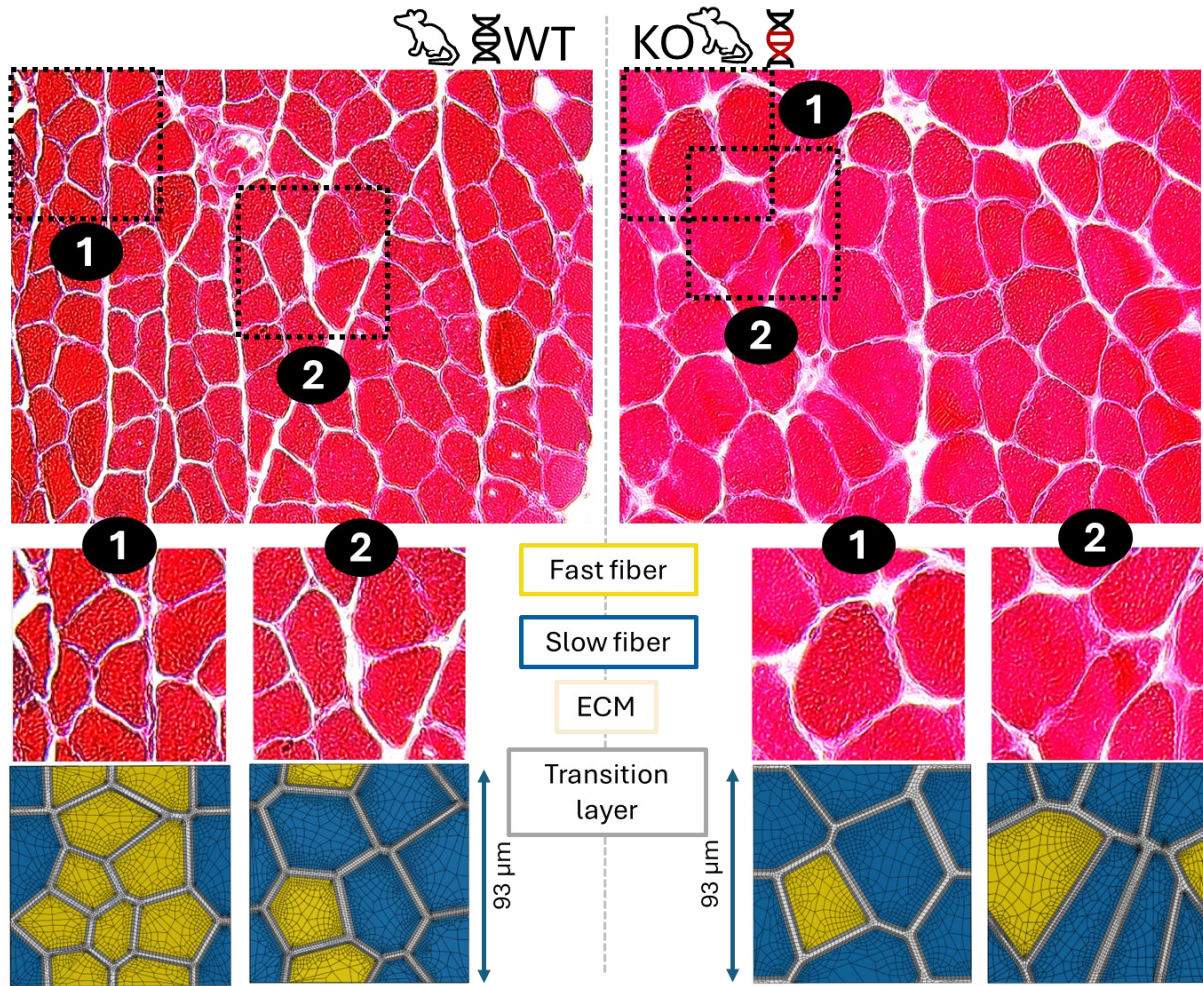 WT
KO
1
2
1
2
1
2
1
2
Fast fiber
Slow fiber
ECM
Transition
layer
93 µm
93 µm